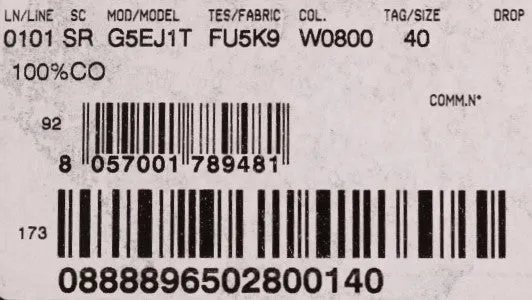 LN/LINE SC MOD/MODEL TES/FABRIC COL. TAG/SIZE DROP
0101 SR G5EJ1T FU5K9 W0800 40
100%CO
COMM.N°
92
8 057001 789481
173
0888896502800140